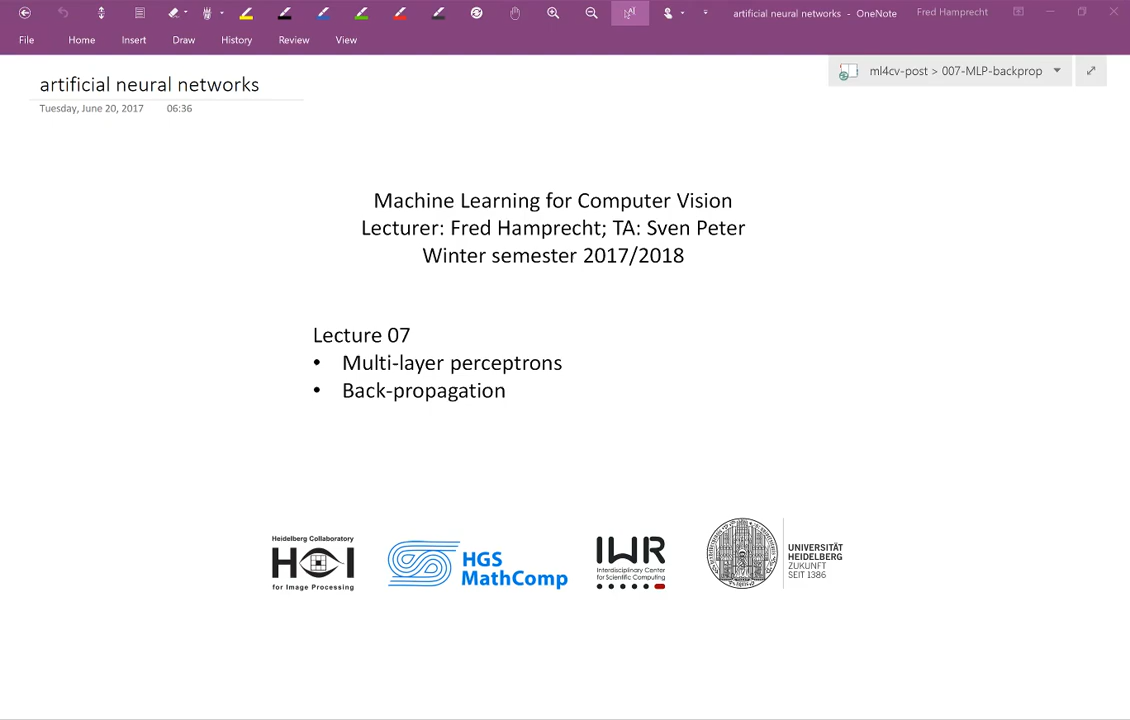 artificial neural networks - OneNote
Fred Hamprecht
File Home Insert Draw History Review View
artificial neural networks
ml4cv-post > 007-MLP-backprop
Tuesday, June 20, 2017 06:36
Machine Learning for Computer Vision
Lecturer: Fred Hamprecht; TA: Sven Peter
Winter semester 2017/2018
Lecture 07
• Multi-layer perceptrons
• Back-propagation
Heidelberg Collaboratory
HCI
for Image Processing
HGS
MathComp
IWR
Interdisciplinary Center
for Scientific Computing
UNIVERSITÄT
HEIDELBERG
ZUKUNFT
SEIT 1386